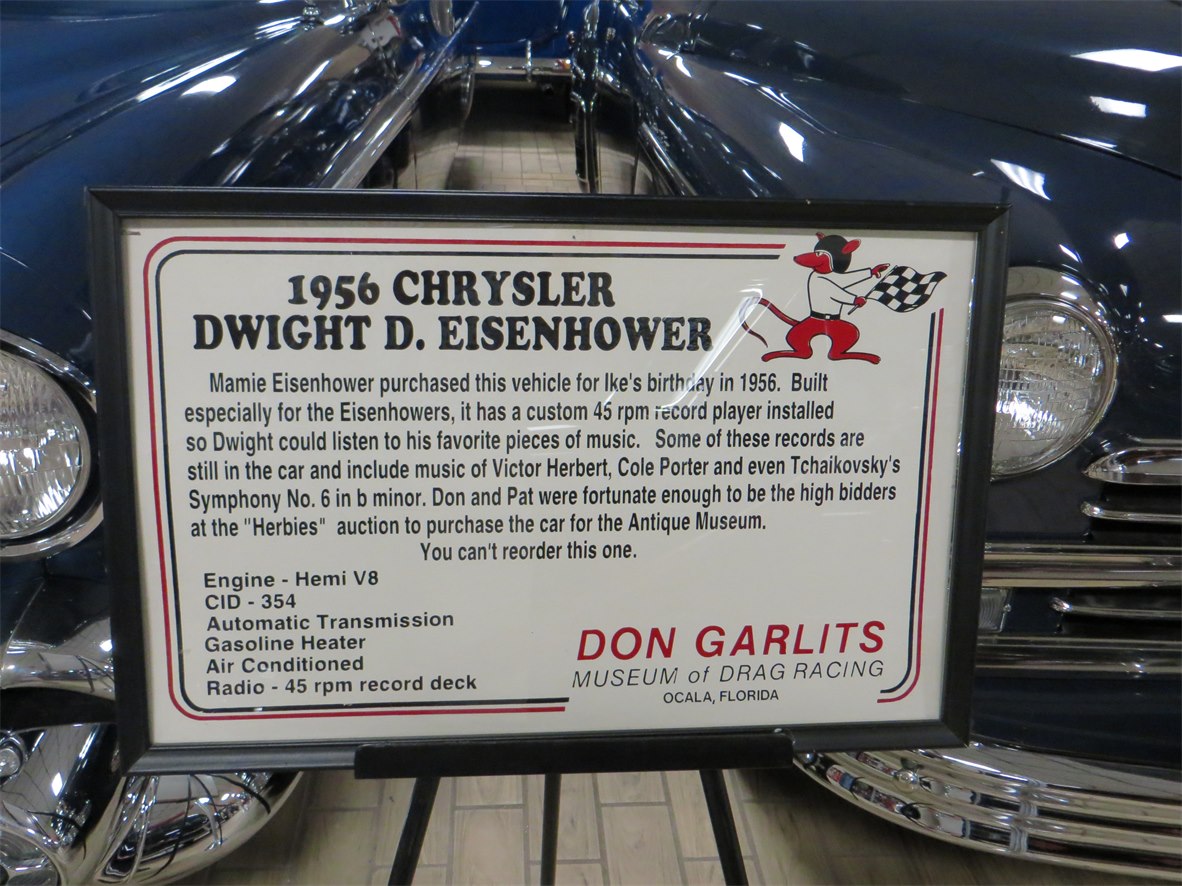 1956 CHRYSLER
DWIGHT D. EISENHOWER
Mamie Eisenhower purchased this vehicle for Ike's birthday in 1956. Built
especially for the Eisenhowers, it has a custom 45 rpm record player installed
so Dwight could listen to his favorite pieces of music. Some of these records are
still in the car and include music of Victor Herbert, Cole Porter and even Tchaikovsky's
Symphony No. 6 in b minor. Don and Pat were fortunate enough to be the high bidders
at the "Herbies" auction to purchase the car for the Antique Museum.
You can't reorder this one.
Engine - Hemi V8
CID - 354
Automatic Transmission
Gasoline Heater
Air Conditioned
Radio - 45 rpm record deck
DON GARLITS
MUSEUM of DRAG RACING
OCALA, FLORIDA